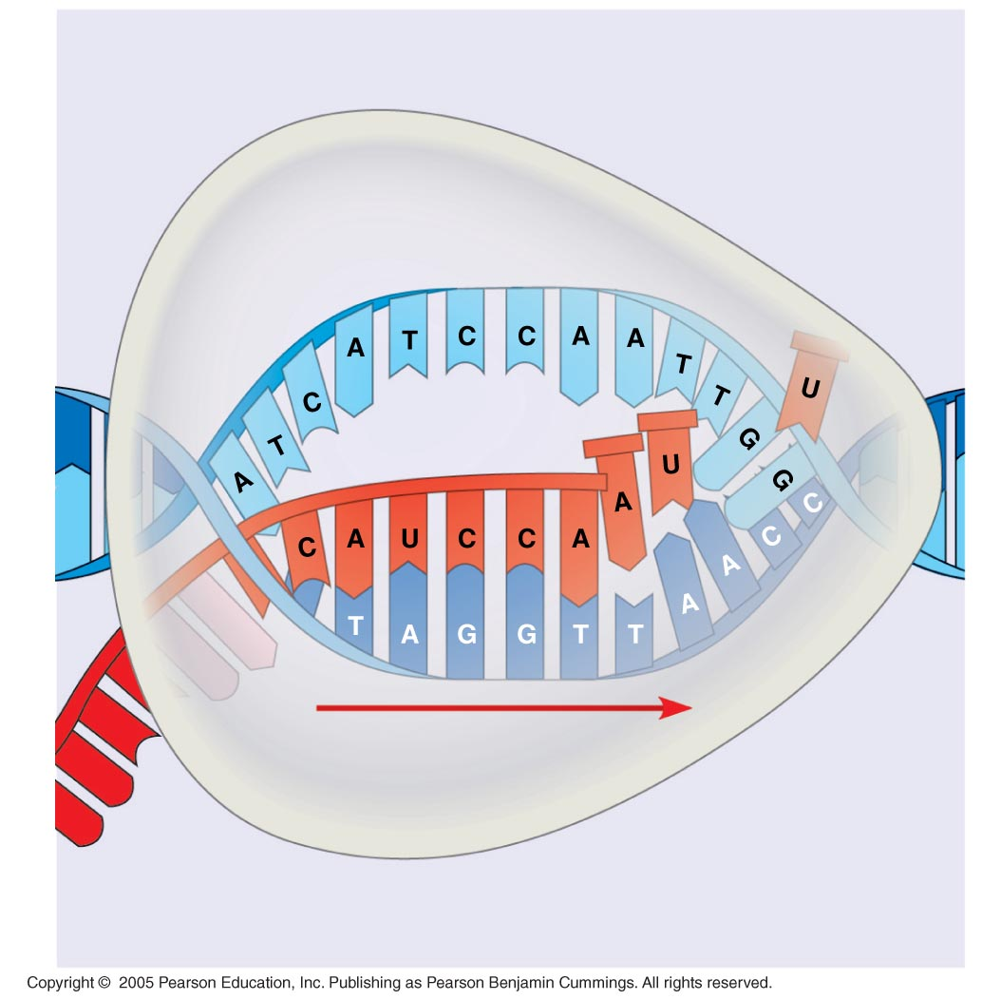 A T C A T C C A A T T G G U
C A U C C A A U
T A G G T T A A C C
Copyright © 2005 Pearson Education, Inc. Publishing as Pearson Benjamin Cummings. All rights reserved.